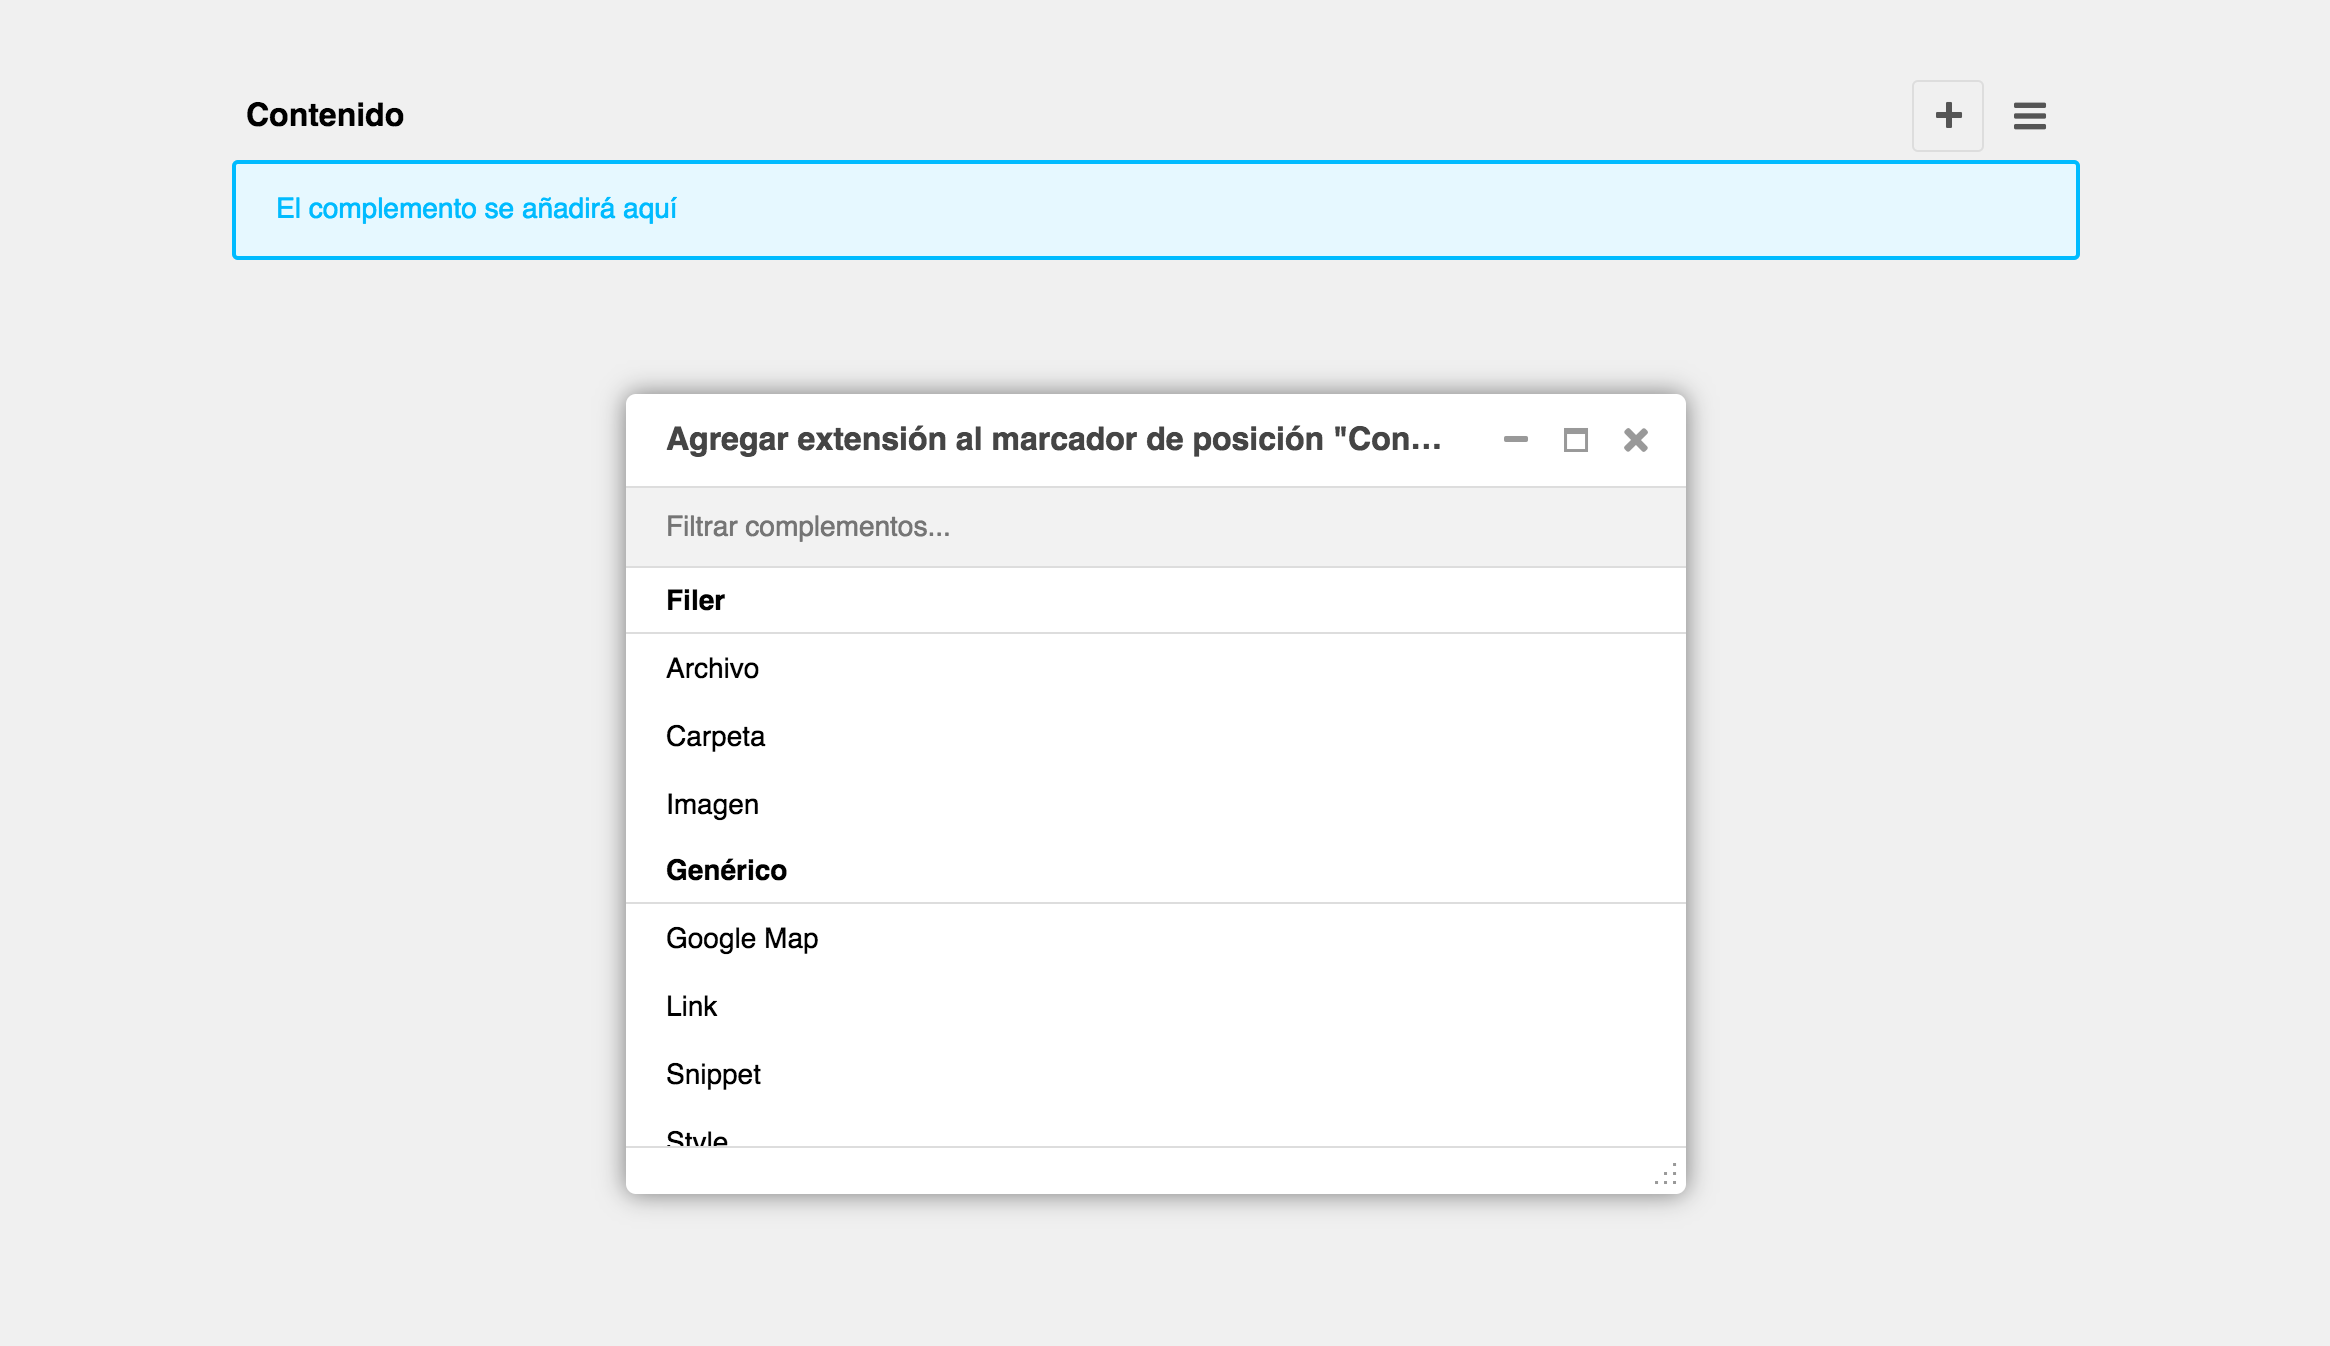 Contenido
El complemento se añadirá aquí
Agregar extensión al marcador de posición "Con...
Filtrar complementos...
Filer
Archivo
Carpeta
Imagen
Genérico
Google Map
Link
Snippet
Style